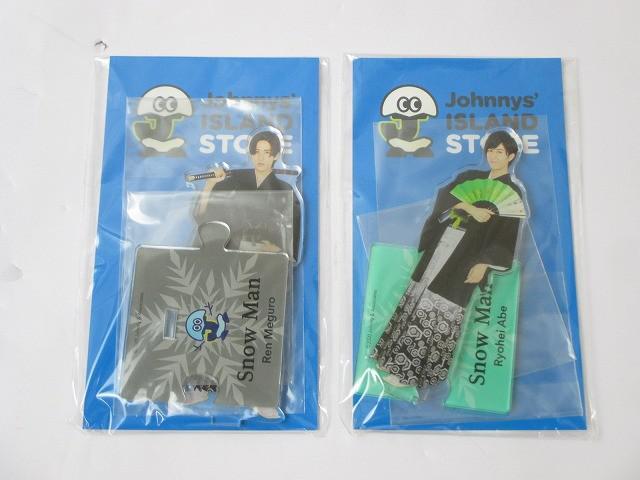 Johnnys'
ISLAND
STORE
Snow Man
Ren Meguro
Johnnys'
ISLAND
STORE
Snow Man
Ryohei Abe